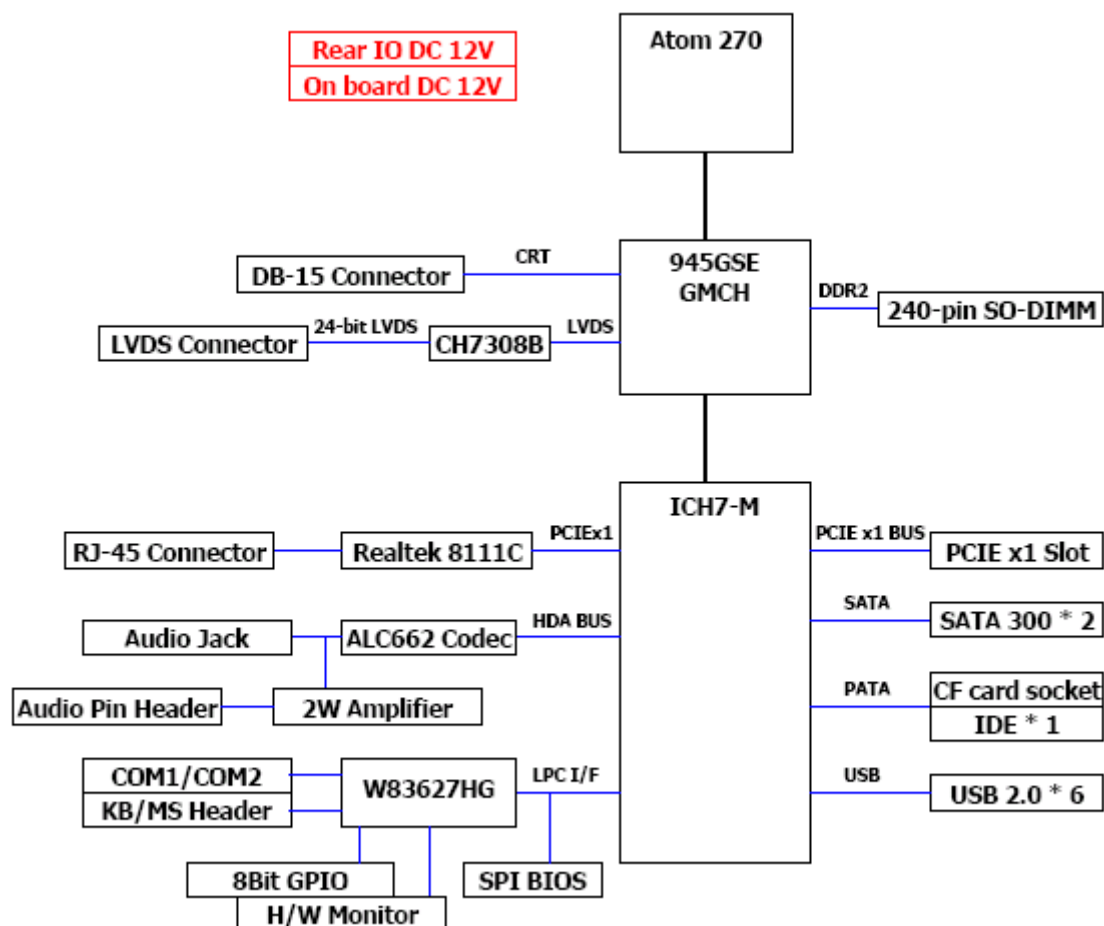 Atom 270
Rear IO DC 12V
On board DC 12V
945GSE
GMCH
CRT
DB-15 Connector
DDR2
240-pin SO-DIMM
24-bit LVDS
LVDS
LVDS Connector
CH7308B
ICH7-M
PCIEx1
RJ-45 Connector
Realtek 8111C
PCIE x1 BUS
PCIE x1 Slot
HDA BUS
Audio Jack
ALC662 Codec
SATA
SATA 300 * 2
Audio Pin Header
2W Amplifier
PATA
CF card socket
IDE * 1
COM1/COM2
KB/MS Header
W83627HG
LPC I/F
USB
USB 2.0 * 6
8Bit GPIO
SPI BIOS
H/W Monitor